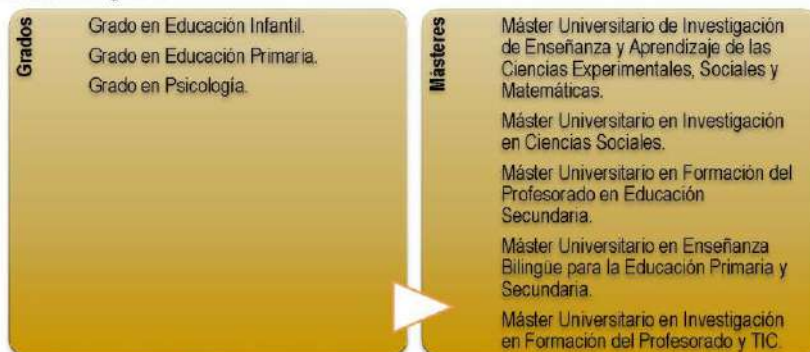 Grados
Grado en Educación Infantil.
Grado en Educación Primaria.
Grado en Psicología.
Másteres
Máster Universitario de Investigación
de Enseñanza y Aprendizaje de las
Ciencias Experimentales, Sociales y
Matemáticas.
Máster Universitario en Investigación
en Ciencias Sociales.
Máster Universitario en Formación del
Profesorado en Educación
Secundaria.
Máster Universitario en Enseñanza
Bilingüe para la Educación Primaria y
Secundaria.
Máster Universitario en Investigación
en Formación del Profesorado y TIC.